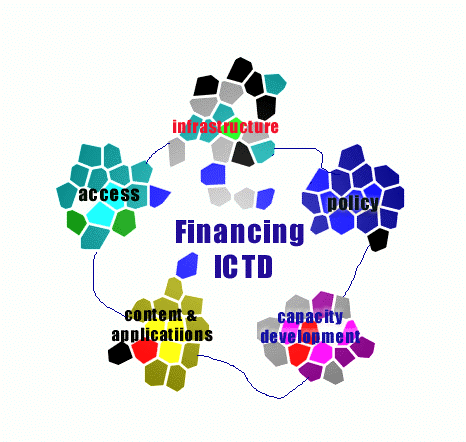 infrastructure
access
policy
Financing
ICTD
content &
applicatiions
capacity
development